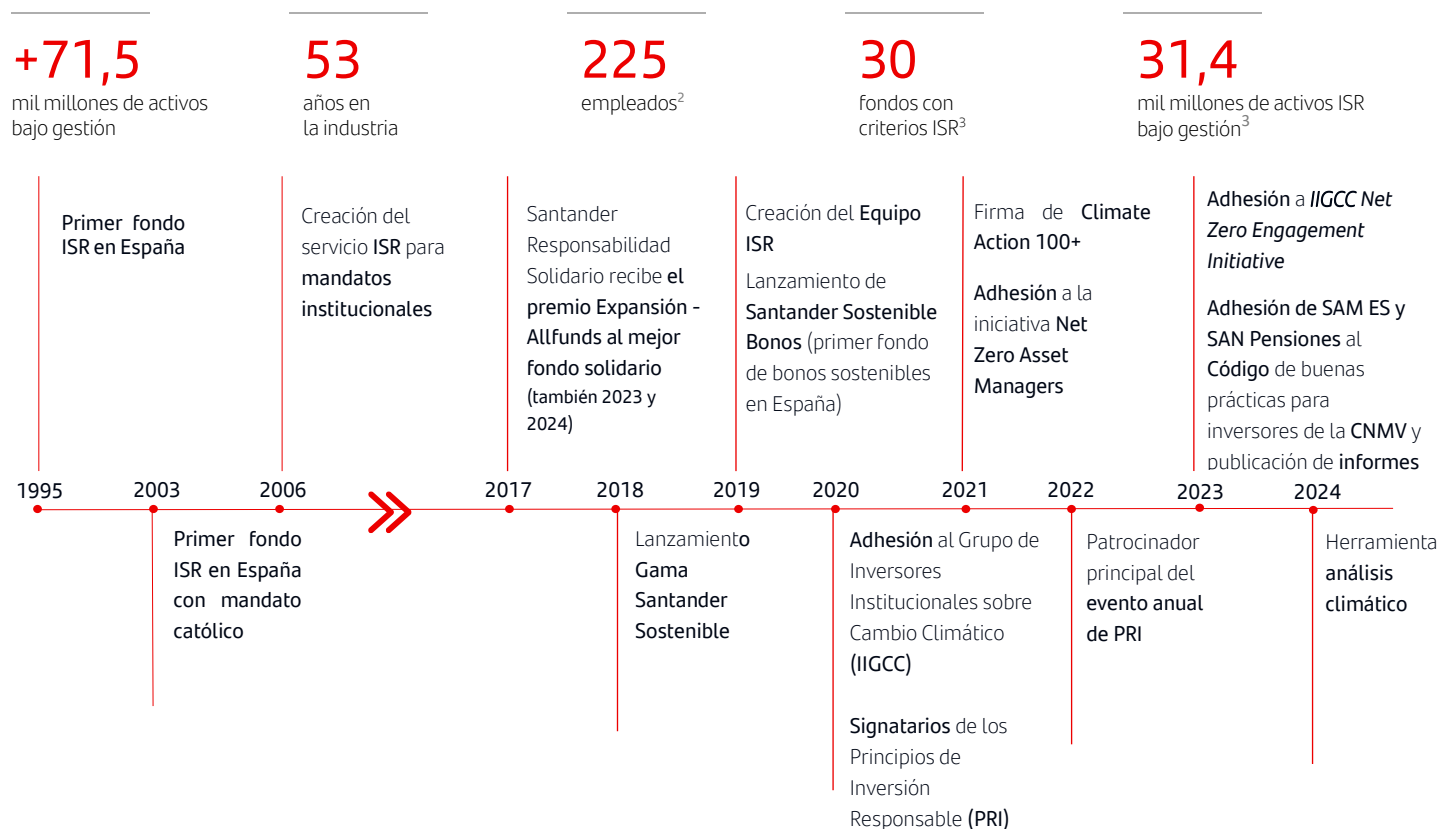 +71,5
mil millones de activos
bajo gestión
53
años en
la industria
225
empleados²
30
fondos con
criterios ISR³
31,4
mil millones de activos ISR
bajo gestión³
Primer fondo
ISR en España
Creación del
servicio ISR para
mandatos
institucionales
Santander
Responsabilidad
Solidario recibe el
premio Expansión -
Allfunds al mejor
fondo solidario
(también 2023 y
2024)
Creación del Equipo
ISR
Lanzamiento de
Santander Sostenible
Bonos (primer fondo
de bonos sostenibles
en España)
Firma de Climate
Action 100+
Adhesión a la
iniciativa Net
Zero Asset
Managers
Adhesión a IIGCC Net
Zero Engagement
Initiative
Adhesión de SAM ES y
SAN Pensiones al
Código de buenas
prácticas para
inversores de la CNMV y
publicación de informes
1995 2003 2006 2017 2018 2019 2020 2021 2022 2023 2024
Primer fondo
ISR en España
con mandato
católico
Lanzamiento
Gama
Santander
Sostenible
Adhesión al Grupo de
Inversores
Institucionales sobre
Cambio Climático
(IIGCC)
Signatarios de los
Principios de
Inversión
Responsable (PRI)
Patrocinador
principal del
evento anual
de PRI
Herramienta
análisis
climático